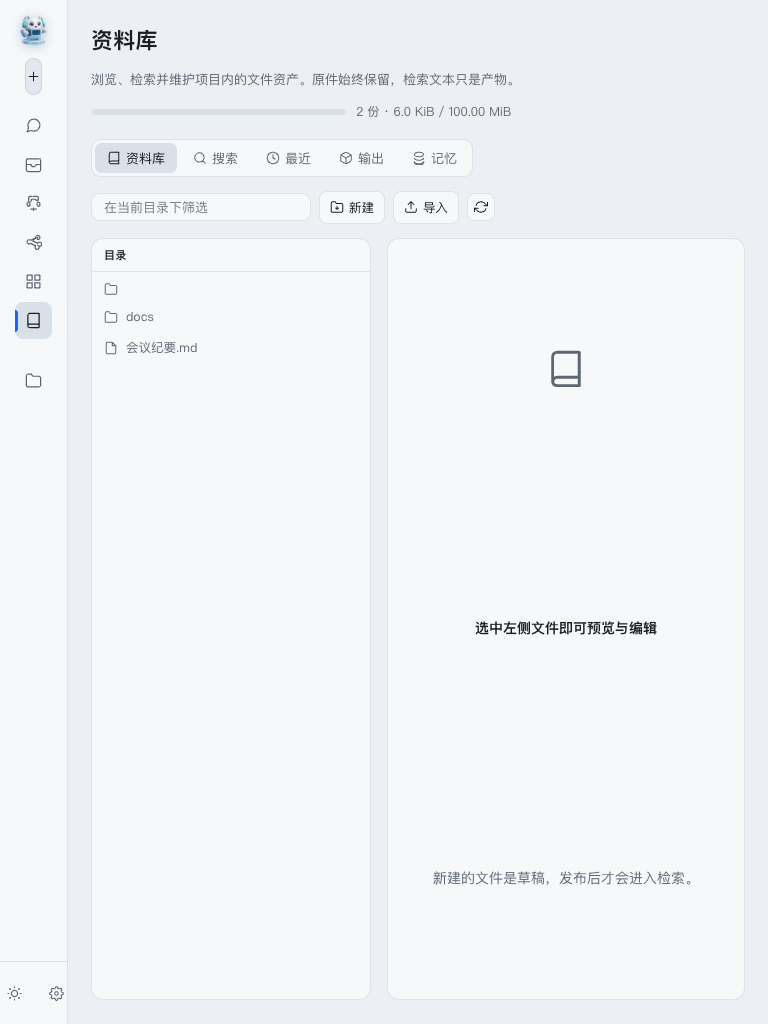 资料库
浏览、检索并维护项目内的文件资产。原件始终保留，检索文本只是产物。
2 份 · 6.0 KiB / 100.00 MiB
资料库 搜索 最近 输出 记忆
在当前目录下筛选 新建 导入
目录
docs
会议纪要.md
选中左侧文件即可预览与编辑
新建的文件是草稿，发布后才会进入检索。